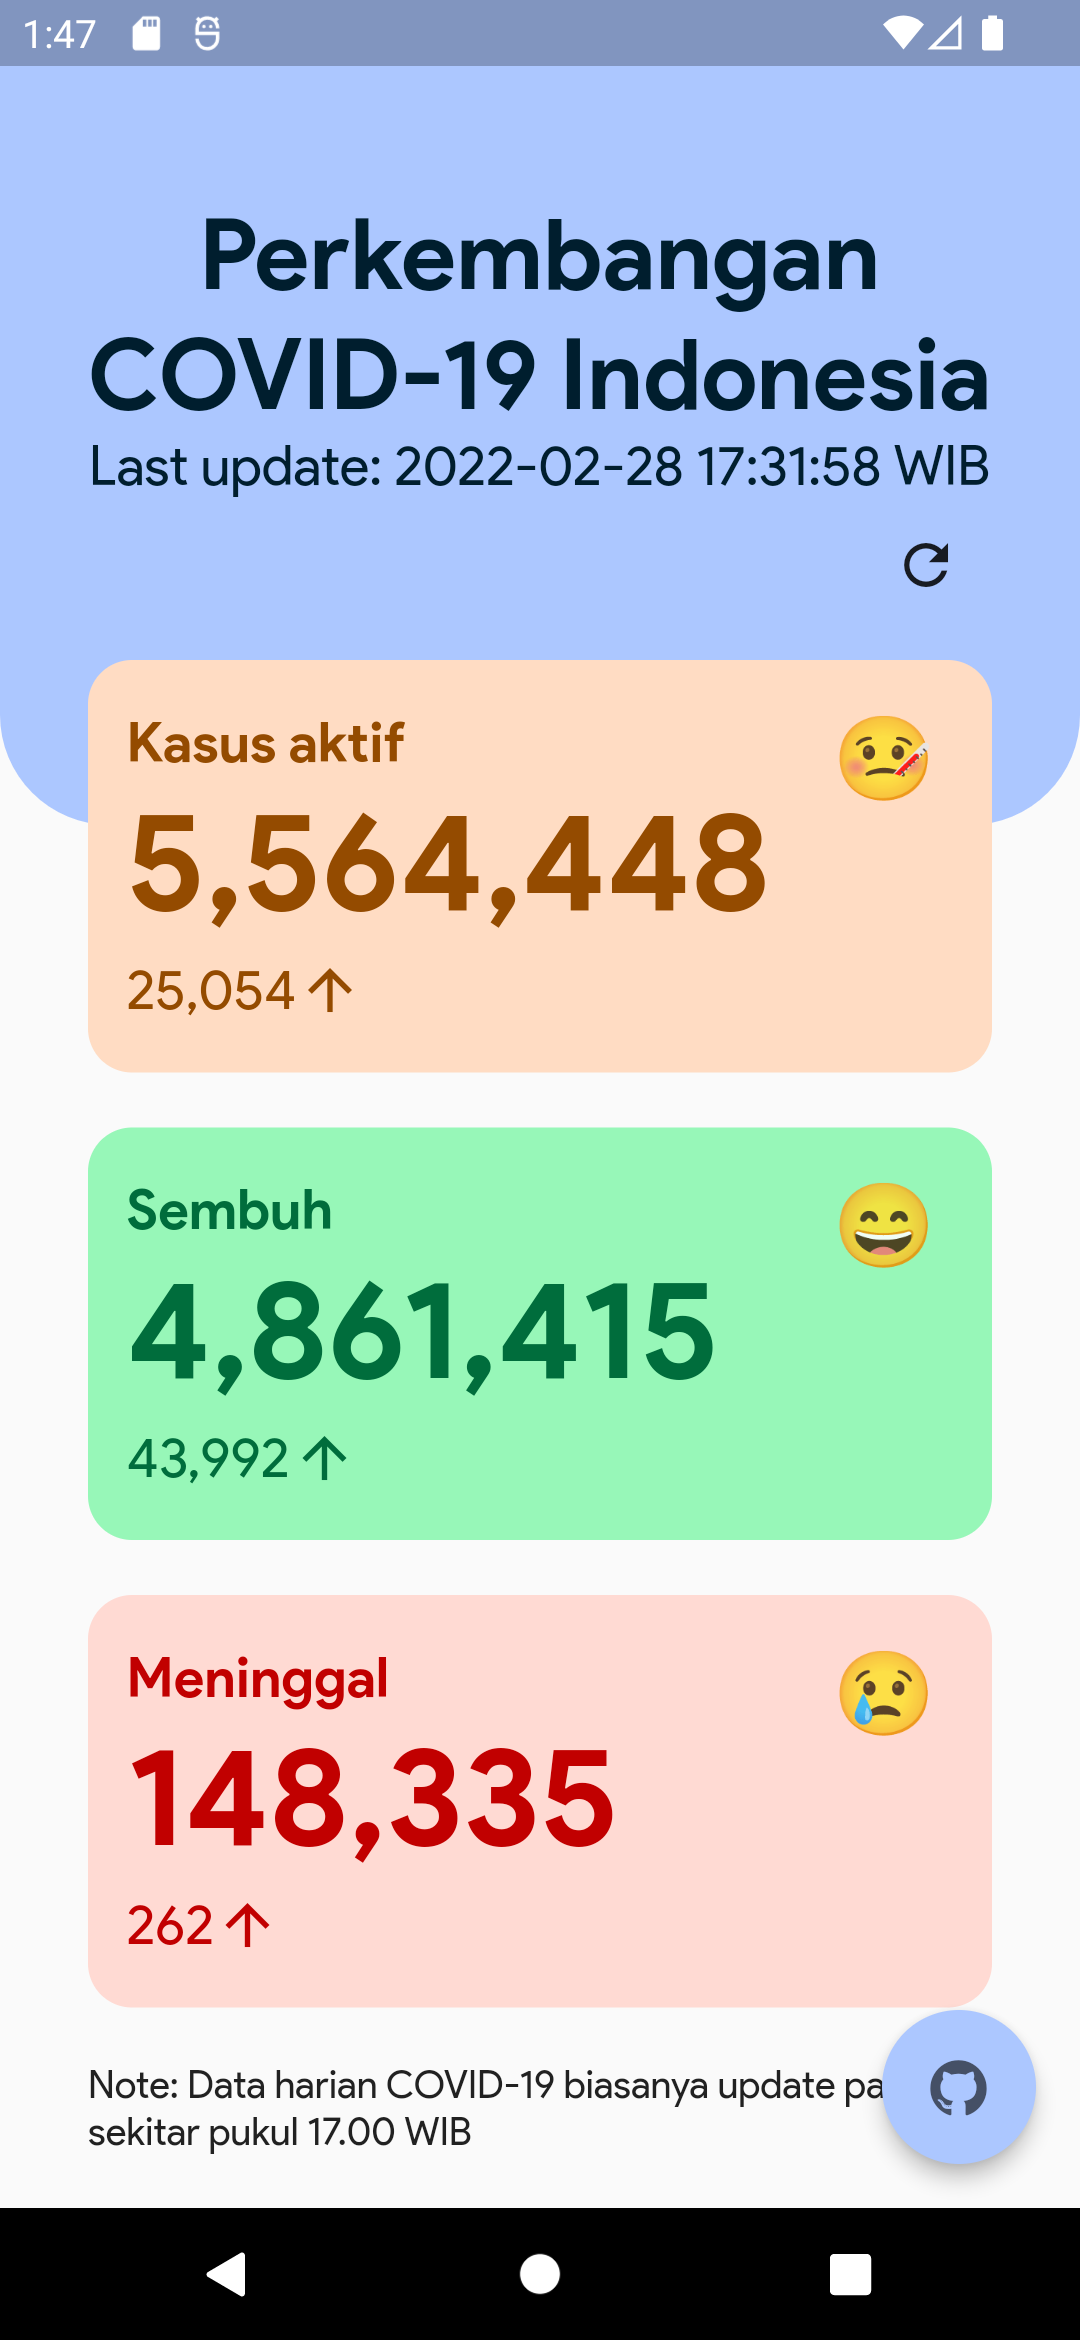 1:47
Perkembangan
COVID-19 Indonesia
Last update: 2022-02-28 17:31:58 WIB
Kasus aktif
5,564,448
25,054
Sembuh
4,861,415
43,992
Meninggal
148,335
262
Note: Data harian COVID-19 biasanya update pa
sekitar pukul 17.00 WIB